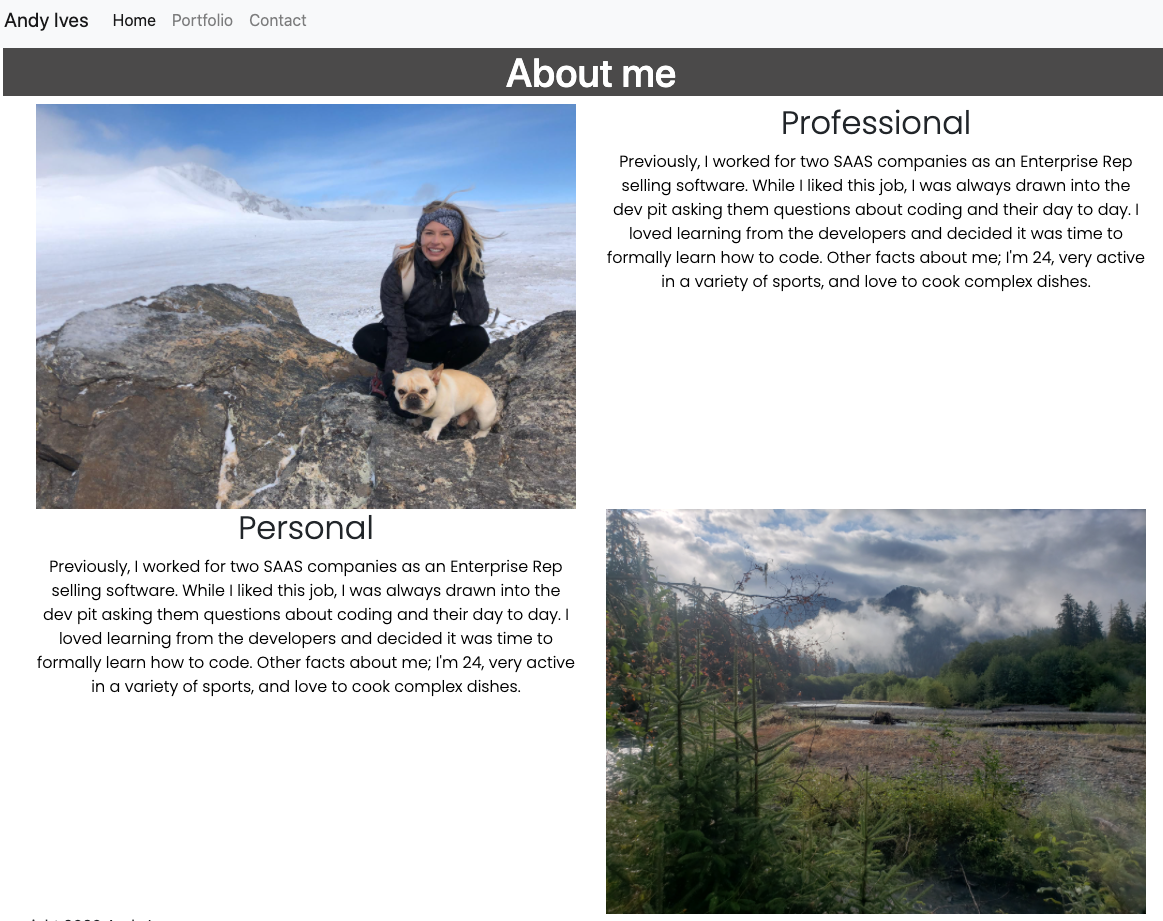 Andy Ives Home Portfolio Contact
About me
Professional
Previously, I worked for two SAAS companies as an Enterprise Rep
selling software. While I liked this job, I was always drawn into the
dev pit asking them questions about coding and their day to day. I
loved learning from the developers and decided it was time to
formally learn how to code. Other facts about me; I'm 24, very active
in a variety of sports, and love to cook complex dishes.
Personal
Previously, I worked for two SAAS companies as an Enterprise Rep
selling software. While I liked this job, I was always drawn into the
dev pit asking them questions about coding and their day to day. I
loved learning from the developers and decided it was time to
formally learn how to code. Other facts about me; I'm 24, very active
in a variety of sports, and love to cook complex dishes.